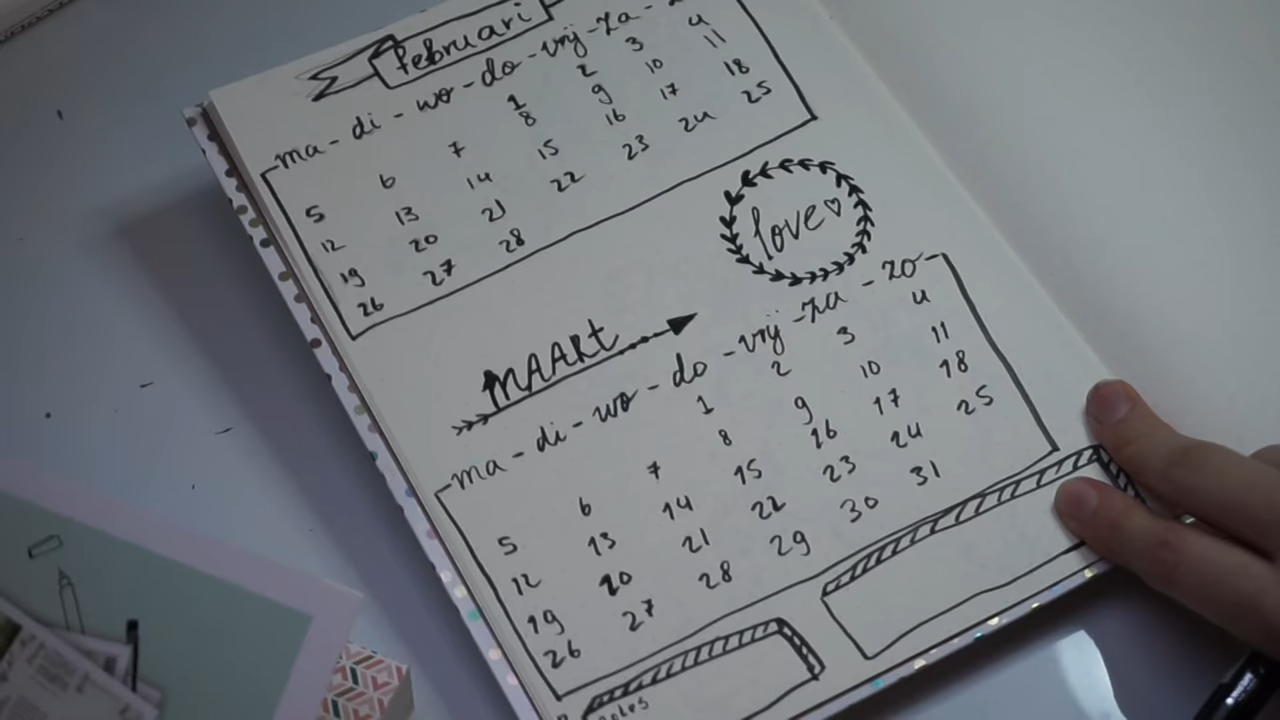 februari
ma - di - wo - do - vrij - za -
1 2 3 4
5 6 7 8 9 10 11
12 13 14 15 16 17 18
19 20 21 22 23 24 25
26 27 28
love
MAARt
ma - di - wo - do - vrij - za - zo
1 2 3 4
5 6 7 8 9 10 11
12 13 14 15 16 17 18
19 20 21 22 23 24 25
26 27 28 29 30 31
notes